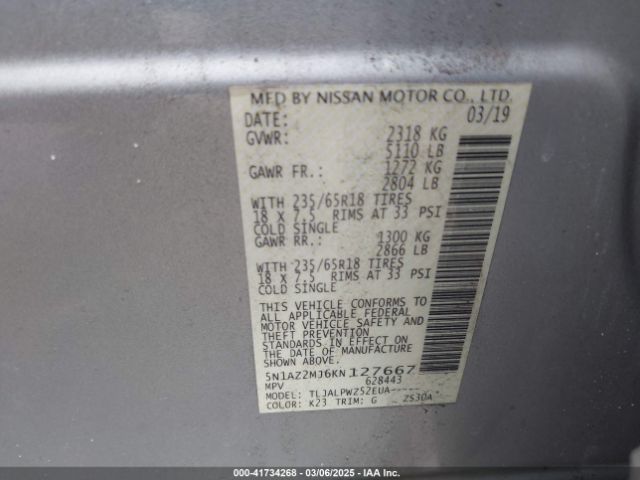 MFD BY NISSAN MOTOR CO., LTD.
DATE: 03/19
GVWR: 2318 KG
5110 LB
GAWR FR.: 1272 KG
2804 LB
WITH 235/65R18 TIRES
18 X 7.5 RIMS AT 33 PSI
COLD SINGLE
GAWR RR.: 1300 KG
2866 LB
WITH 235/65R18 TIRES
18 X 7.5 RIMS AT 33 PSI
COLD SINGLE
THIS VEHICLE CONFORMS TO
ALL APPLICABLE FEDERAL
MOTOR VEHICLE SAFETY AND
THEFT PREVENTION
STANDARDS IN EFFECT ON
THE DATE OF MANUFACTURE
SHOWN ABOVE.
5N1AZ2MJ6KN127667
MPV 628443
MODEL: TLJALPWZ52EUA-----
COLOR: K23 TRIM: G ZS30A
000-41734268 - 03/06/2025 - IAA Inc.